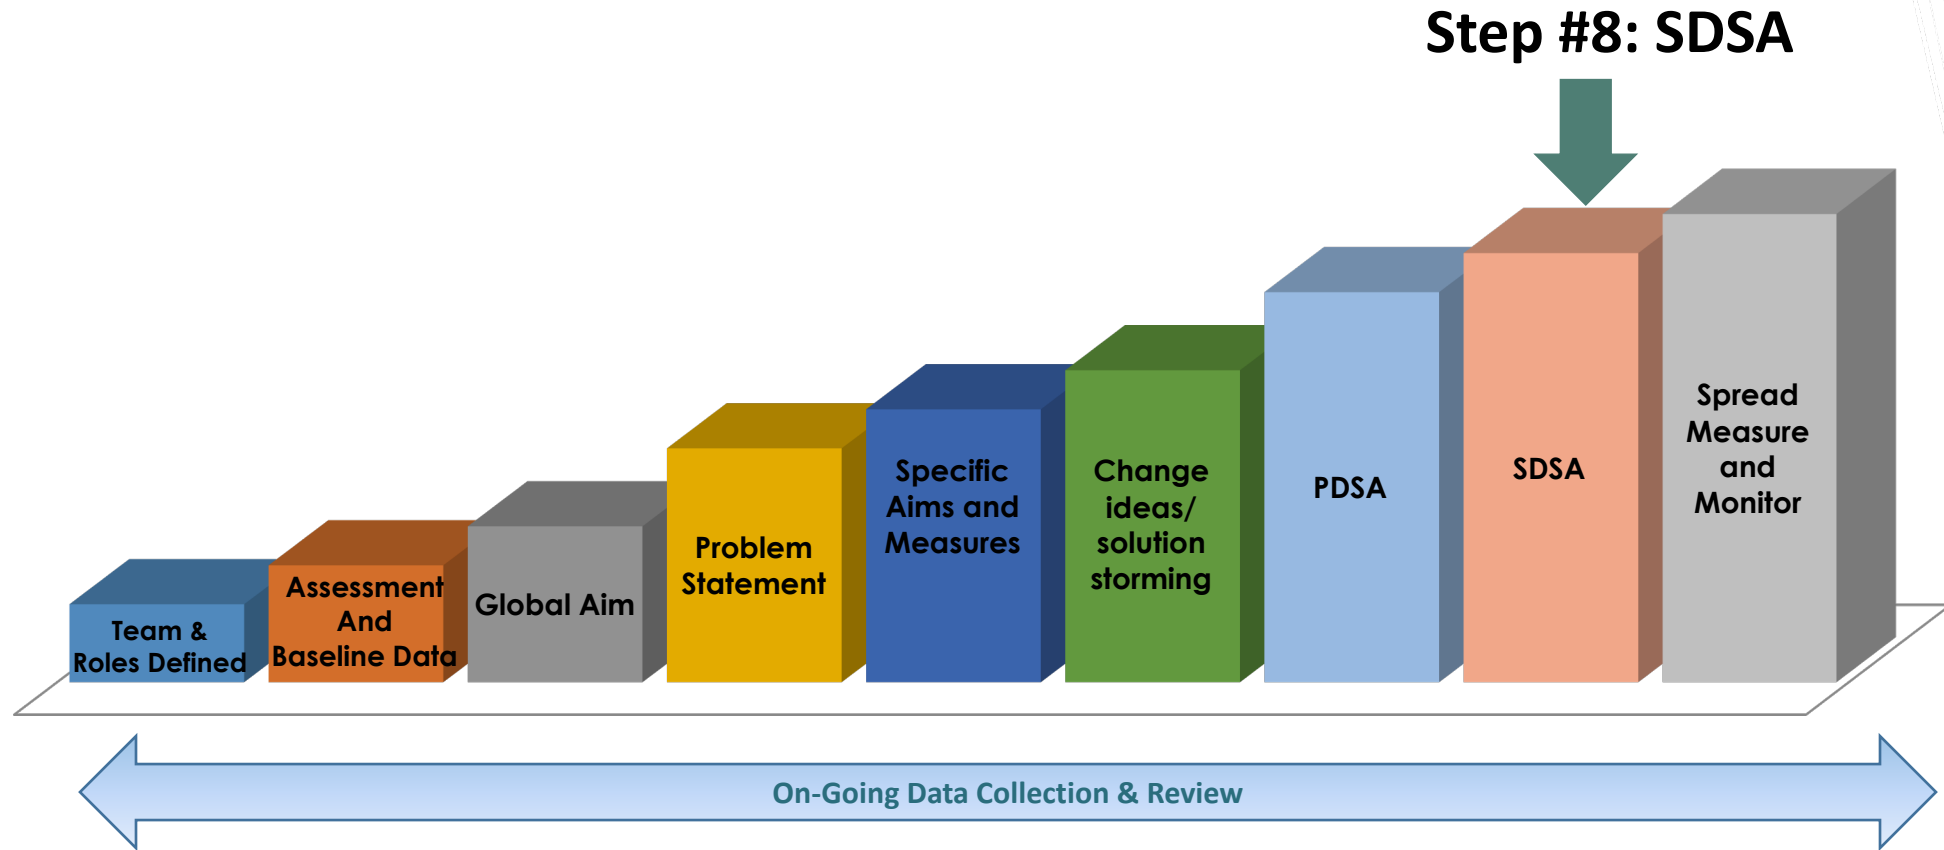 Step #8: SDSA
Team &
Roles Defined
Assessment
And
Baseline Data
Global Aim
Problem
Statement
Specific
Aims and
Measures
Change
ideas/
solution
storming
PDSA
SDSA
Spread
Measure
and
Monitor
On-Going Data Collection & Review